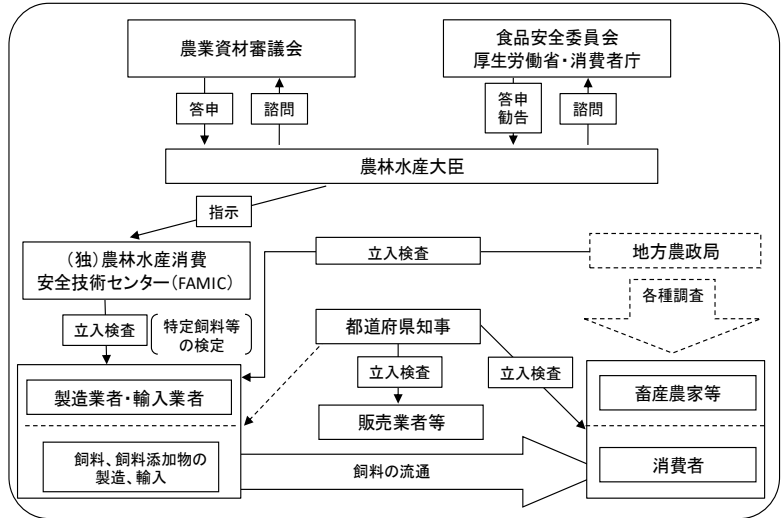 農業資材審議会
食品安全委員会
厚生労働省・消費者庁
答申
諮問
答申
勧告
諮問
農林水産大臣
指示
（独）農林水産消費
安全技術センター（FAMIC）
立入検査
地方農政局
各種調査
立入検査
特定飼料等
の検定
都道府県知事
立入検査
立入検査
製造業者・輸入業者
販売業者等
畜産農家等
飼料、飼料添加物の
製造、輸入
飼料の流通
消費者